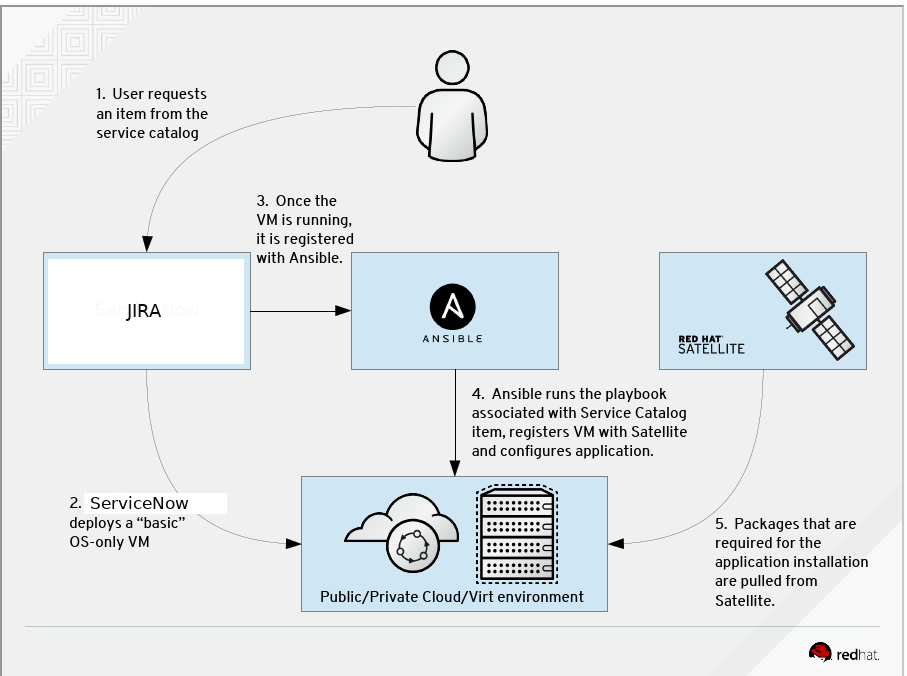 1. User requests
an item from the
service catalog
3. Once the
VM is running,
it is registered
with Ansible.
JIRA
ServiceNow
ANSIBLE
RED HAT
SATELLITE
4. Ansible runs the playbook
associated with Service Catalog
item, registers VM with Satellite
and configures application.
2. ServiceNow
deploys a “basic”
OS-only VM
5. Packages that are
required for the
application installation
are pulled from
Satellite.
Public/Private Cloud/Virt environment
redhat.